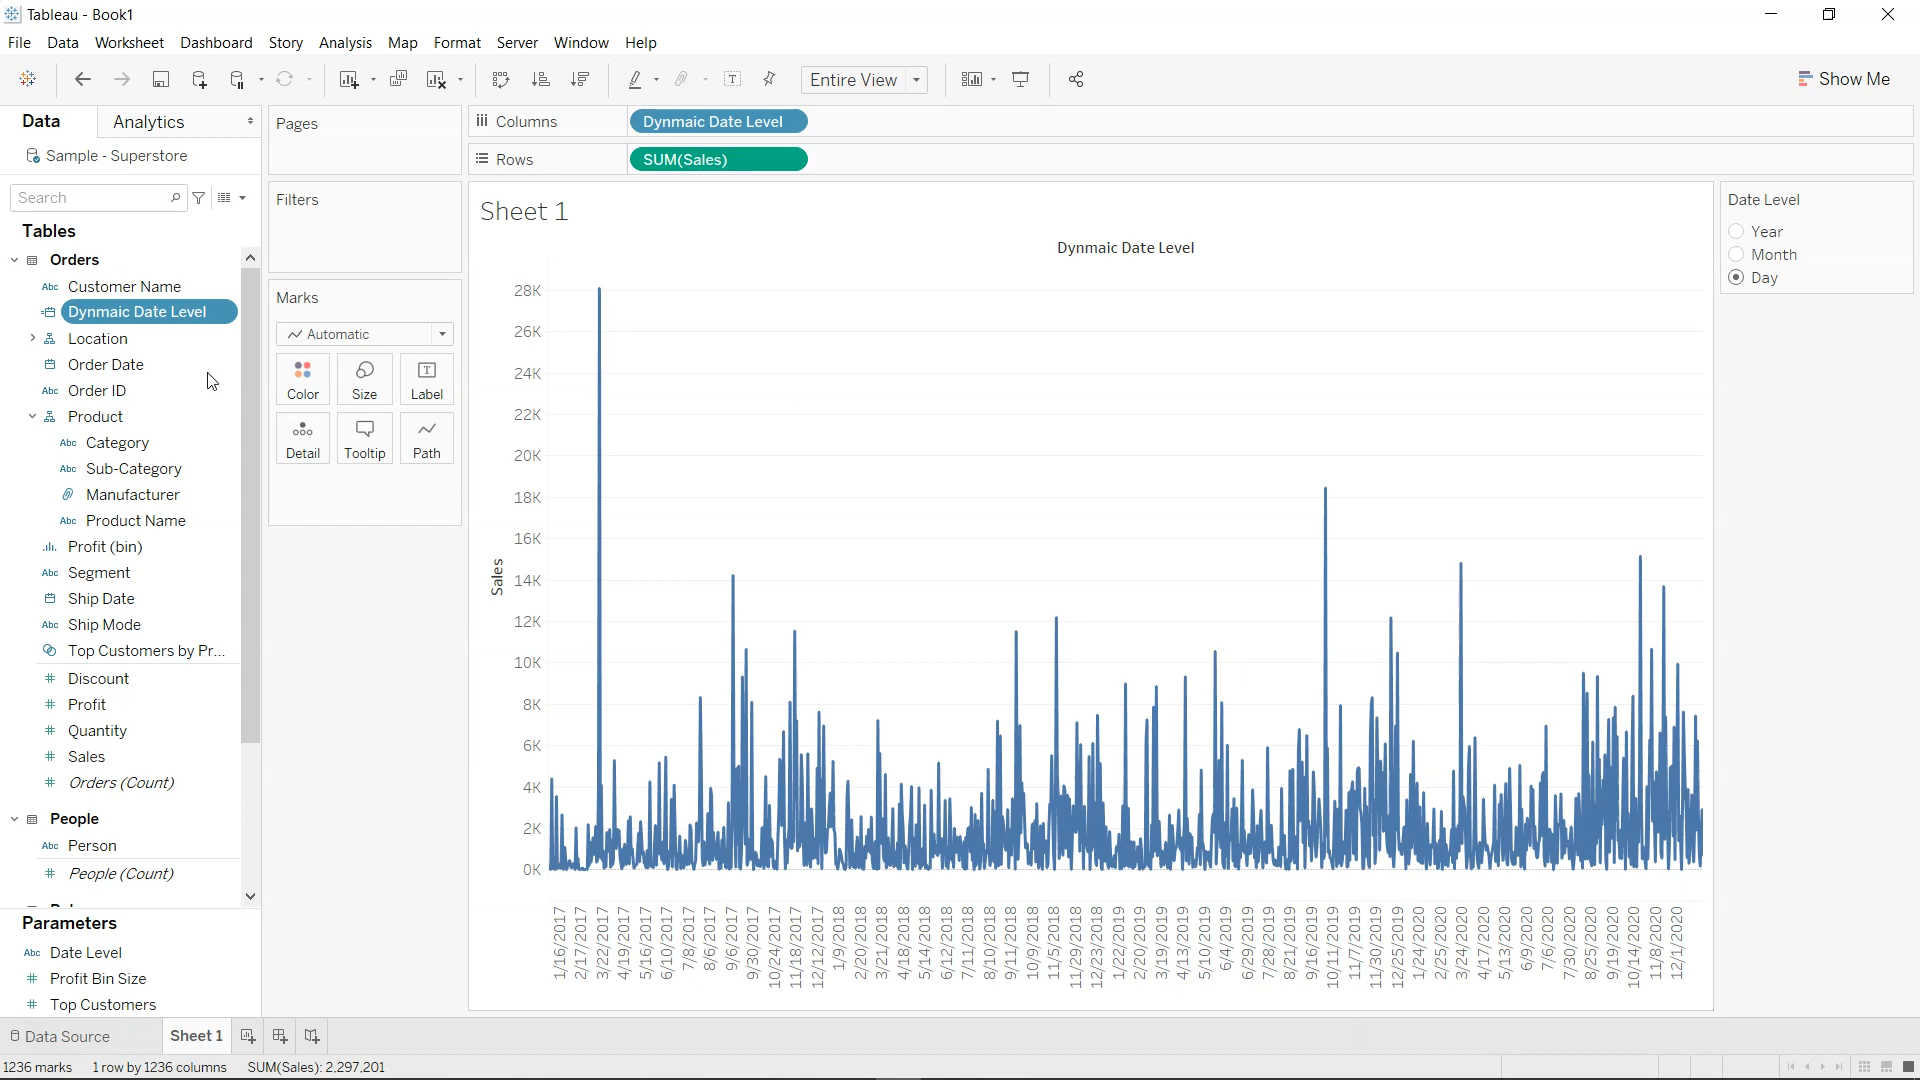 Tableau - Book1
File Data Worksheet Dashboard Story Analysis Map Format Server Window Help
Entire View
Show Me
Data Analytics
Sample - Superstore
Search
Tables
Orders
Abc Customer Name
Dynmaic Date Level
Location
Order Date
Abc Order ID
Product
Abc Category
Abc Sub-Category
Manufacturer
Abc Product Name
Profit (bin)
Abc Segment
Ship Date
Abc Ship Mode
Top Customers by Pr...
# Discount
# Profit
# Quantity
# Sales
# Orders (Count)
People
Abc Person
# People (Count)
Parameters
Abc Date Level
# Profit Bin Size
# Top Customers
Pages
Filters
Marks
Automatic
Color Size Label
Detail Tooltip Path
Columns Dynmaic Date Level
Rows SUM(Sales)
Sheet 1
Dynmaic Date Level
Sales
28K
26K
24K
22K
20K
18K
16K
14K
12K
10K
8K
6K
4K
2K
0K
1/16/2017
2/17/2017
3/22/2017
4/19/2017
5/16/2017
6/10/2017
7/8/2017
8/6/2017
9/6/2017
9/30/2017
10/24/2017
11/18/2017
12/12/2017
1/9/2018
2/20/2018
3/21/2018
4/18/2018
5/14/2018
6/12/2018
7/11/2018
8/10/2018
9/11/2018
10/9/2018
11/5/2018
11/29/2018
12/23/2018
1/22/2019
2/20/2019
3/19/2019
4/13/2019
5/10/2019
6/4/2019
6/29/2019
7/28/2019
8/21/2019
9/16/2019
10/11/2019
11/7/2019
11/30/2019
12/25/2019
1/24/2020
2/25/2020
3/24/2020
4/17/2020
5/13/2020
6/9/2020
7/6/2020
7/30/2020
8/25/2020
9/19/2020
10/14/2020
11/8/2020
12/1/2020
Date Level
Year
Month
Day
Data Source Sheet 1
1236 marks 1 row by 1236 columns SUM(Sales): 2,297,201